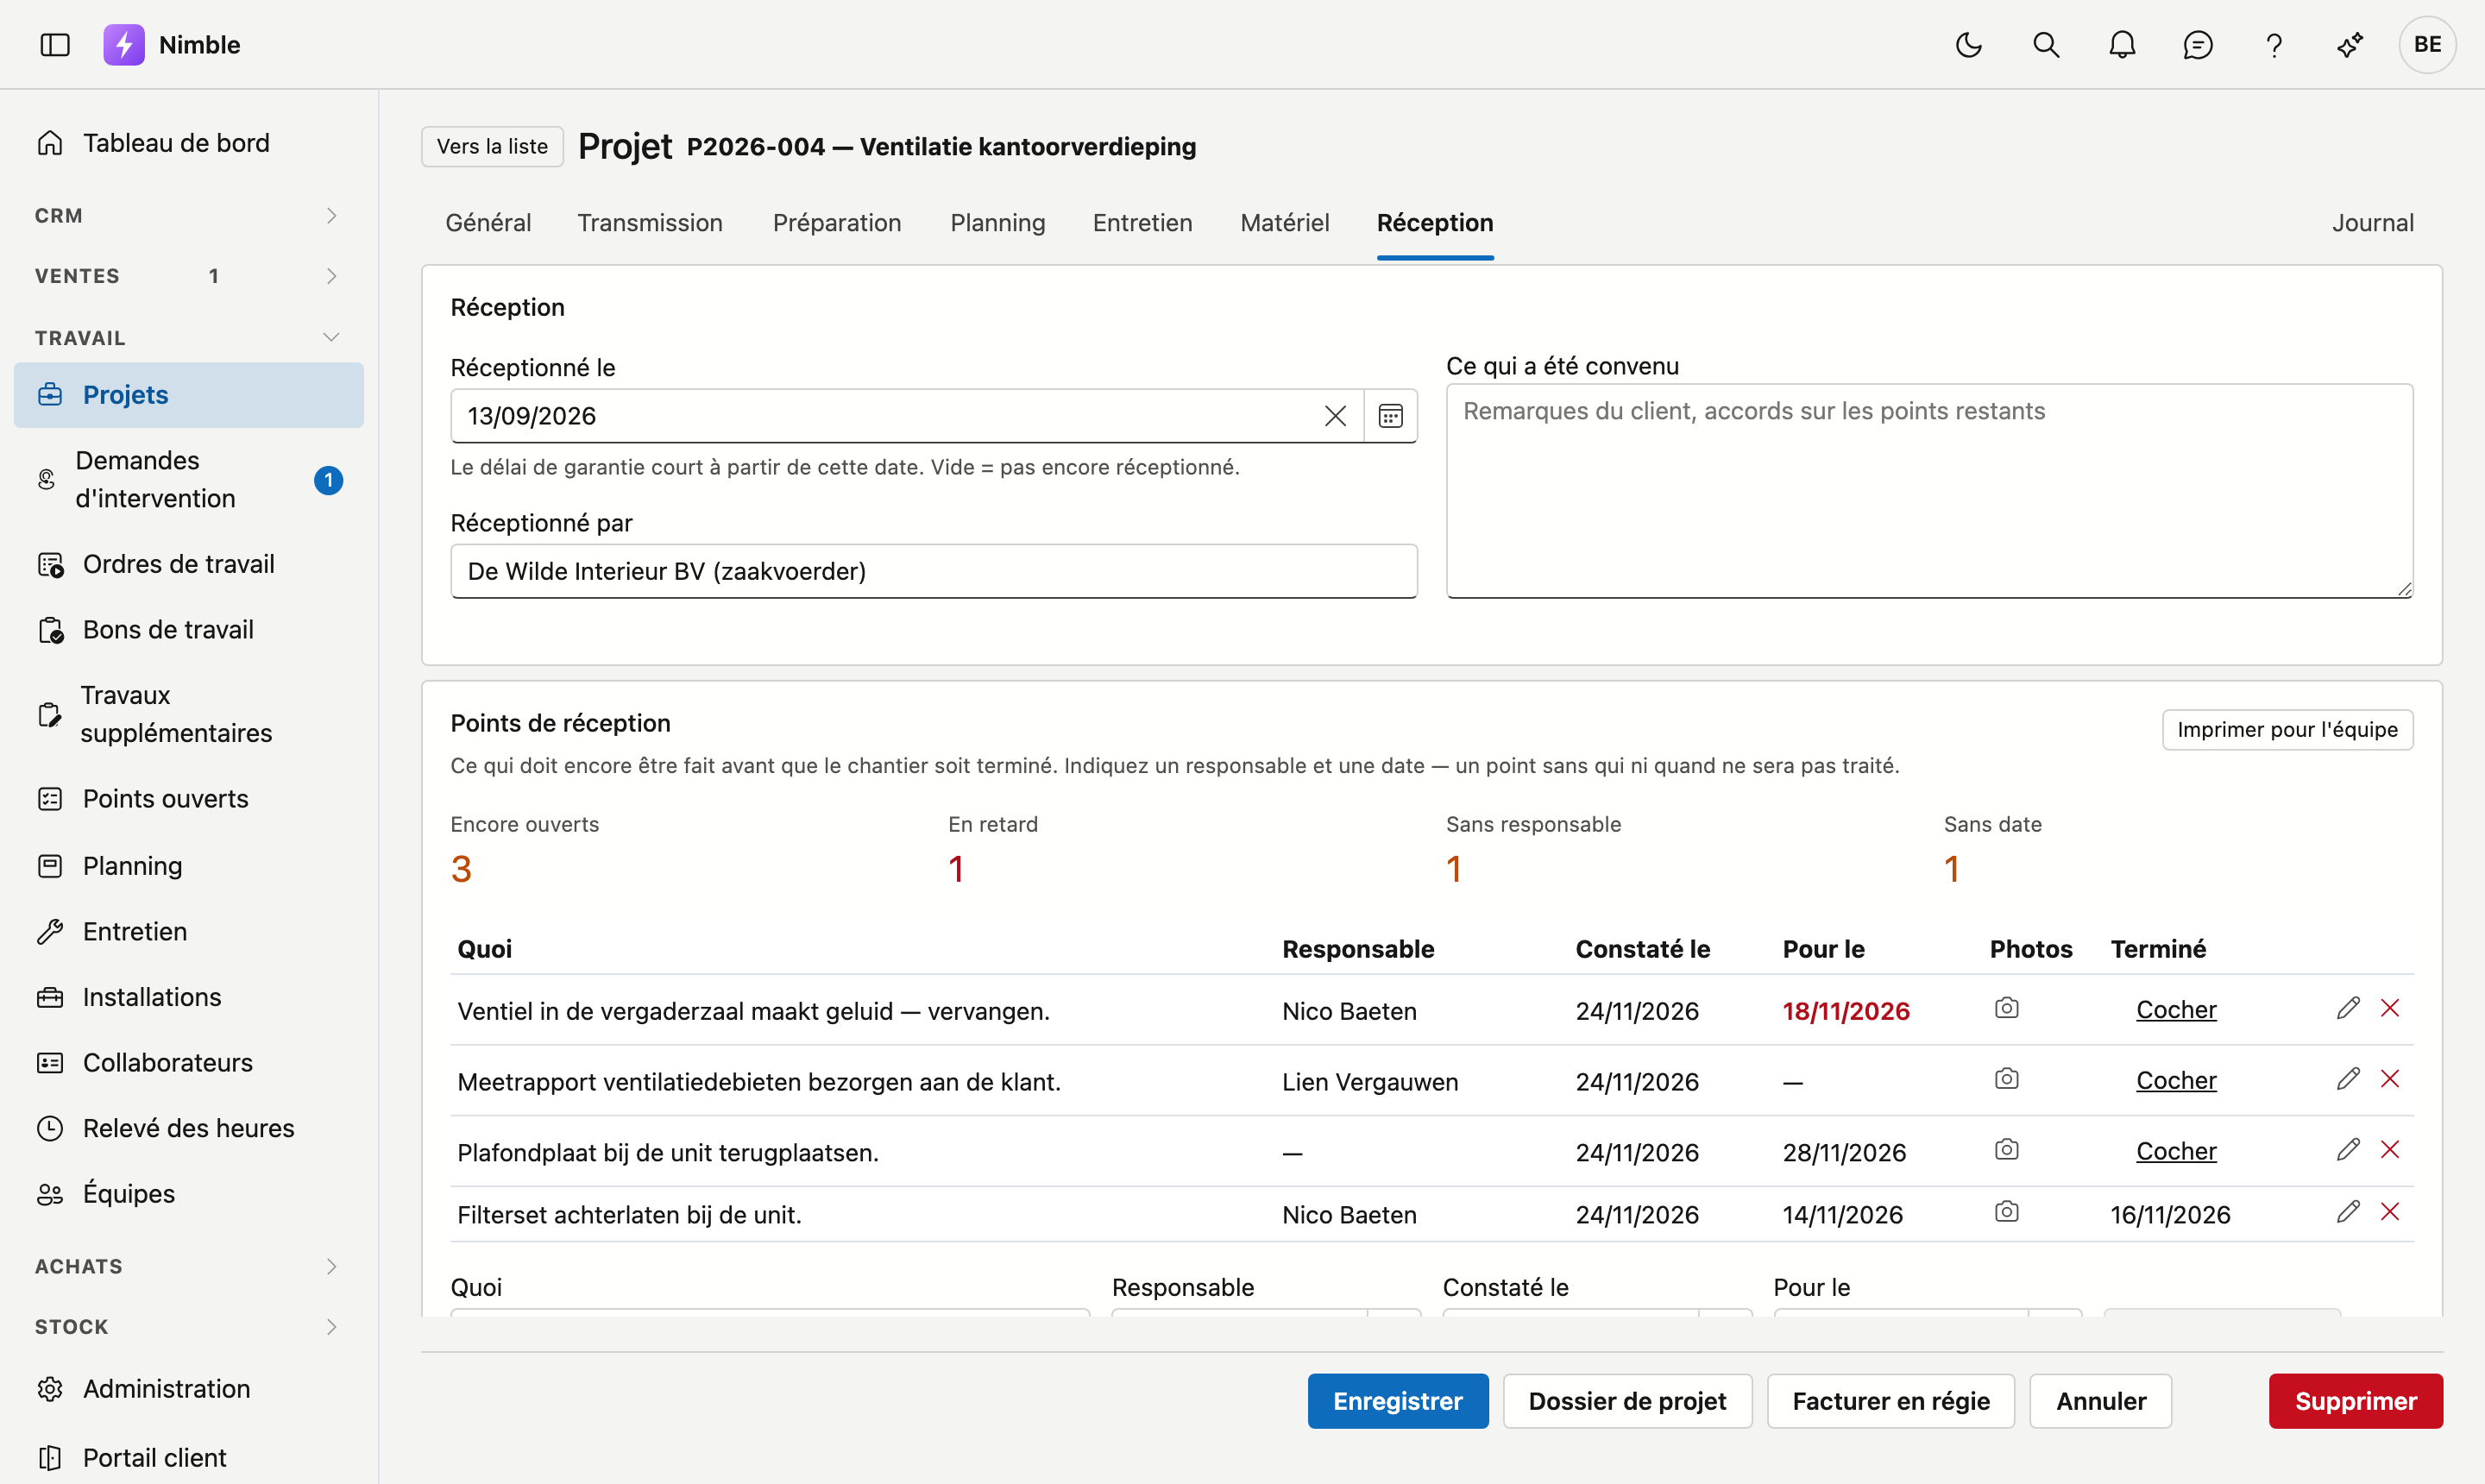 Nimble
BE
Tableau de bord
CRM
VENTES 1
TRAVAIL
Projets
Demandes
d'intervention
1
Ordres de travail
Bons de travail
Travaux
supplémentaires
Points ouverts
Planning
Entretien
Installations
Collaborateurs
Relevé des heures
Équipes
ACHATS
STOCK
Administration
Portail client
Vers la liste Projet P2026-004 — Ventilatie kantoorverdieping
Général Transmission Préparation Planning Entretien Matériel Réception Journal
Réception
Réceptionné le
13/09/2026
Le délai de garantie court à partir de cette date. Vide = pas encore réceptionné.
Réceptionné par
De Wilde Interieur BV (zaakvoerder)
Ce qui a été convenu
Remarques du client, accords sur les points restants
Points de réception
Imprimer pour l'équipe
Ce qui doit encore être fait avant que le chantier soit terminé. Indiquez un responsable et une date — un point sans qui ni quand ne sera pas traité.
Encore ouverts En retard Sans responsable Sans date
3 1 1 1
Quoi Responsable Constaté le Pour le Photos Terminé
Ventiel in de vergaderzaal maakt geluid — vervangen. Nico Baeten 24/11/2026 18/11/2026 Cocher
Meetrapport ventilatiedebieten bezorgen aan de klant. Lien Vergauwen 24/11/2026 — Cocher
Plafondplaat bij de unit terugplaatsen. — 24/11/2026 28/11/2026 Cocher
Filterset achterlaten bij de unit. Nico Baeten 24/11/2026 14/11/2026 16/11/2026
Quoi Responsable Constaté le Pour le
Enregistrer Dossier de projet Facturer en régie Annuler Supprimer